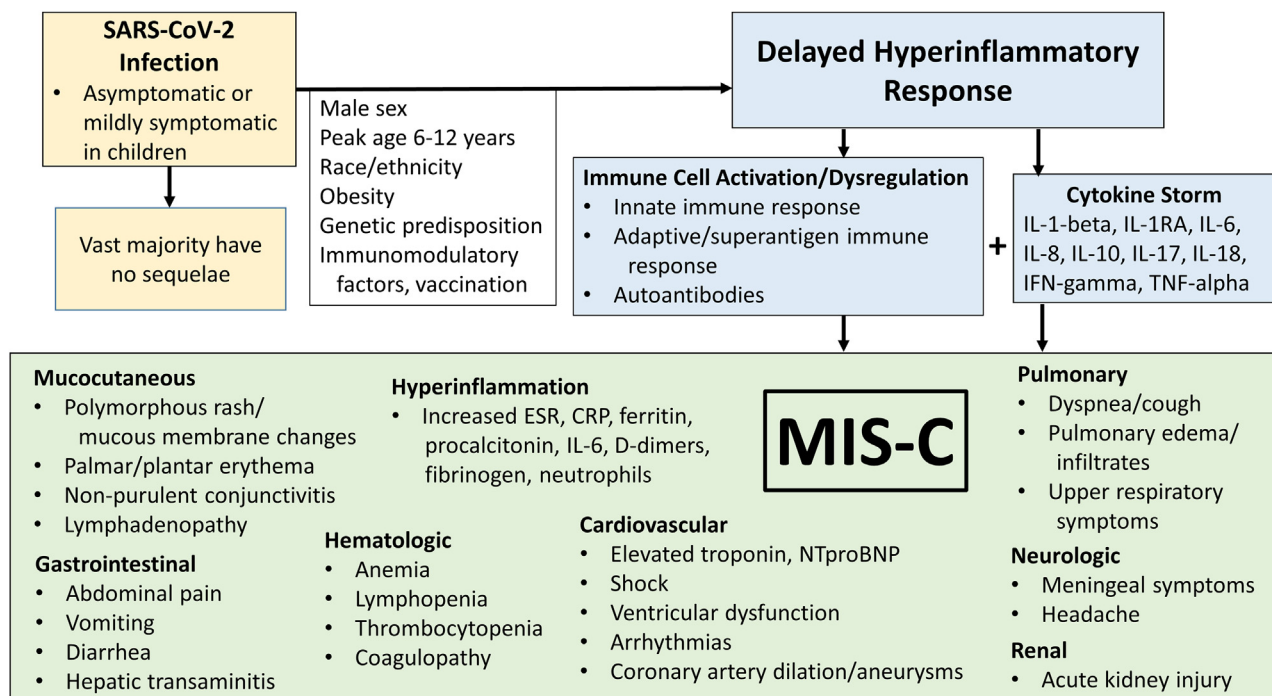 SARS-CoV-2
Infection
• Asymptomatic or
mildly symptomatic
in children
Vast majority have
no sequelae
Male sex
Peak age 6-12 years
Race/ethnicity
Obesity
Genetic predisposition
Immunomodulatory
factors, vaccination
Delayed Hyperinflammatory
Response
Immune Cell Activation/Dysregulation
• Innate immune response
• Adaptive/superantigen immune
response
• Autoantibodies
+
Cytokine Storm
IL-1-beta, IL-1RA, IL-6,
IL-8, IL-10, IL-17, IL-18,
IFN-gamma, TNF-alpha
Mucocutaneous
• Polymorphous rash/
mucous membrane changes
• Palmar/plantar erythema
• Non-purulent conjunctivitis
• Lymphadenopathy
Gastrointestinal
• Abdominal pain
• Vomiting
• Diarrhea
• Hepatic transaminitis
Hyperinflammation
• Increased ESR, CRP, ferritin,
procalcitonin, IL-6, D-dimers,
fibrinogen, neutrophils
Hematologic
• Anemia
• Lymphopenia
• Thrombocytopenia
• Coagulopathy
MIS-C
Cardiovascular
• Elevated troponin, NTproBNP
• Shock
• Ventricular dysfunction
• Arrhythmias
• Coronary artery dilation/aneurysms
Pulmonary
• Dyspnea/cough
• Pulmonary edema/
infiltrates
• Upper respiratory
symptoms
Neurologic
• Meningeal symptoms
• Headache
Renal
• Acute kidney injury